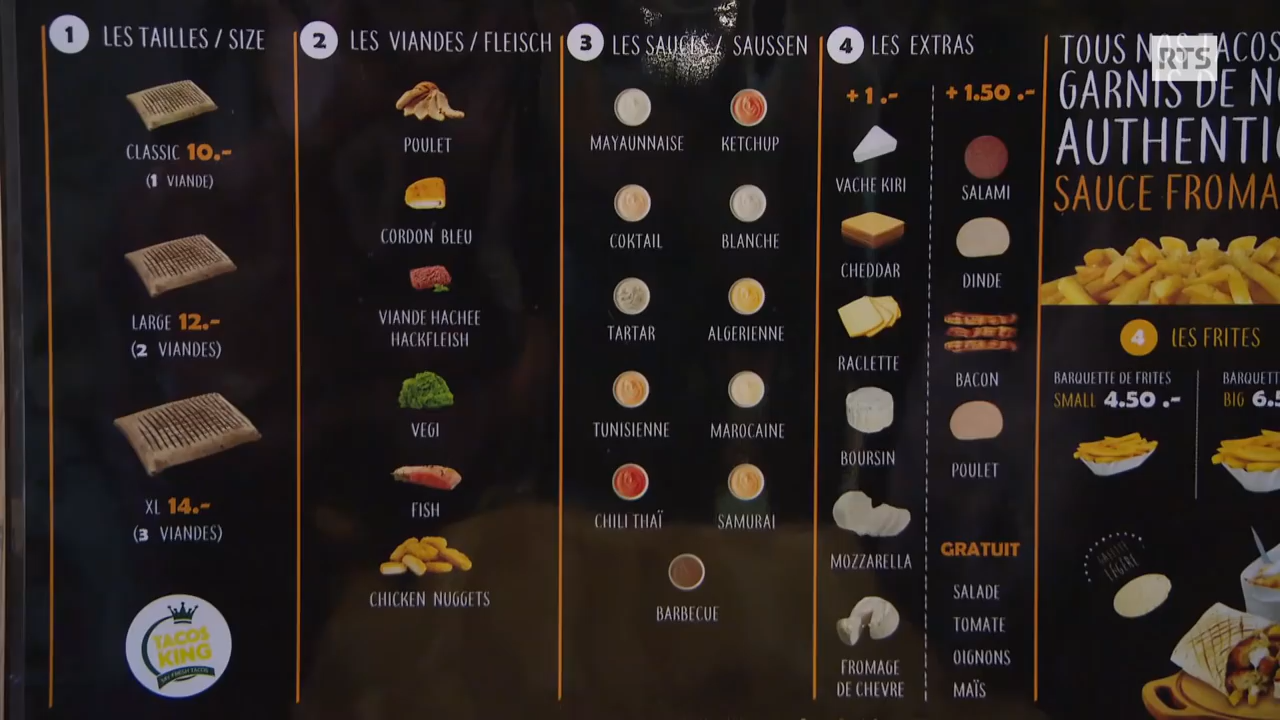 1 LES TAILLES / SIZE
CLASSIC 10.-
(1 VIANDE)
LARGE 12.-
(2 VIANDES)
XL 14.-
(3 VIANDES)
TACOS
KING
2 LES VIANDES / FLEISCH
POULET
CORDON BLEU
VIANDE HACHEE
HACKFLEISH
VEGI
FISH
CHICKEN NUGGETS
3 LES SAUCES / SAUSSEN
MAYAUNNAISE
KETCHUP
COKTAIL
BLANCHE
TARTAR
ALGERIENNE
TUNISIENNE
MAROCAINE
CHILI THAÏ
SAMURAI
BARBECUE
4 LES EXTRAS
+1.-
VACHE KIRI
CHEDDAR
RACLETTE
BOURSIN
MOZZARELLA
FROMAGE
DE CHEVRE
+1.50.-
SALAMI
DINDE
BACON
POULET
GRATUIT
SALADE
TOMATE
OIGNONS
MAÏS
RTS
TOUS NOS TACOS
GARNIS DE
AUTHENTI
SAUCE FROMA
4 LES FRITES
BARQUETTE DE FRITES
SMALL 4.50.-
BARQUETT
BIG 6.5